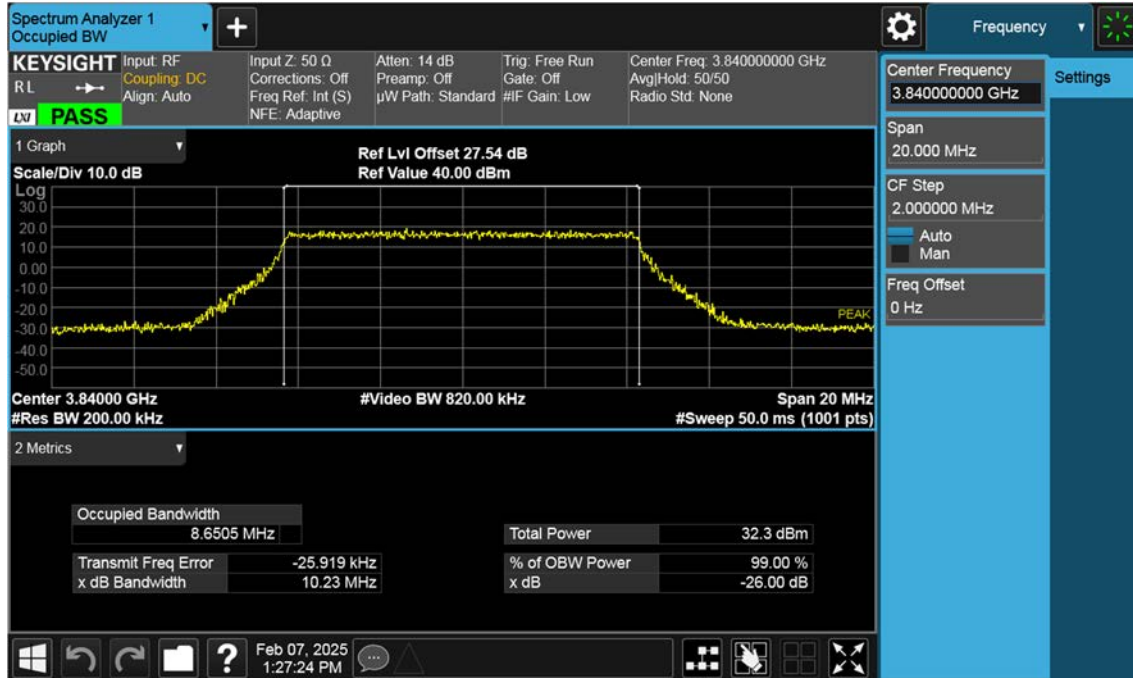 Spectrum Analyzer 1
Occupied BW
+
Frequency
KEYSIGHT
R L
LXI
PASS
Input: RF
Coupling: DC
Align: Auto
Input Z: 50 Ω
Corrections: Off
Freq Ref: Int (S)
NFE: Adaptive
Atten: 14 dB
Preamp: Off
µW Path: Standard
Trig: Free Run
Gate: Off
#IF Gain: Low
Center Freq: 3.840000000 GHz
Avg|Hold: 50/50
Radio Std: None
Center Frequency
3.840000000 GHz
Settings
Span
20.000 MHz
CF Step
2.000000 MHz
Auto
Man
Freq Offset
0 Hz
1 Graph
Scale/Div 10.0 dB
Ref Lvl Offset 27.54 dB
Ref Value 40.00 dBm
Log
30.0
20.0
10.0
0.00
-10.0
-20.0
-30.0
-40.0
-50.0
PEAK
Center 3.84000 GHz
#Video BW 820.00 kHz
Span 20 MHz
#Res BW 200.00 kHz
#Sweep 50.0 ms (1001 pts)
2 Metrics
Occupied Bandwidth
8.6505 MHz
Total Power 32.3 dBm
Transmit Freq Error -25.919 kHz
% of OBW Power 99.00 %
x dB Bandwidth 10.23 MHz
x dB -26.00 dB
?
Feb 07, 2025
1:27:24 PM